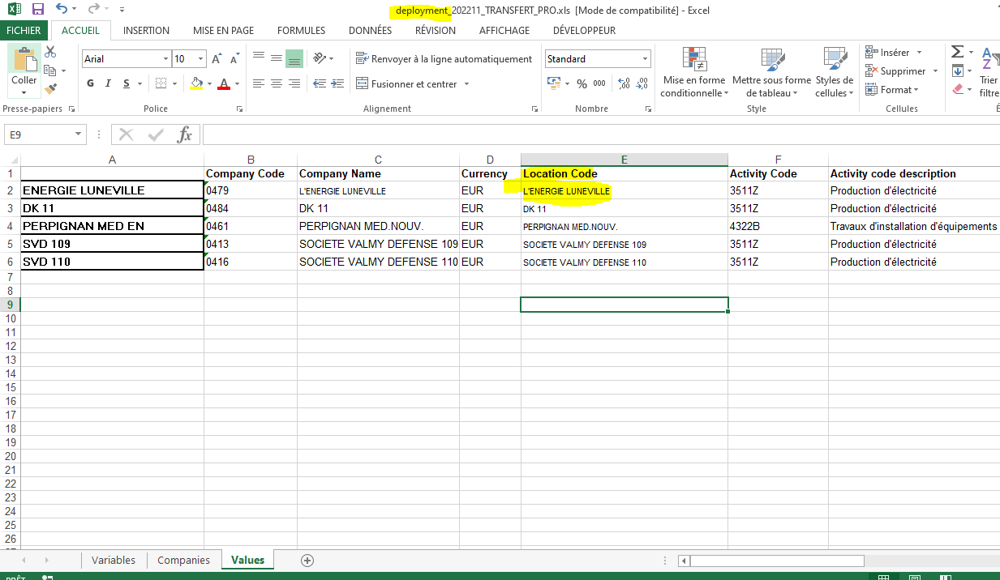 deployment_202211_TRANSFERT_PRO.xls [Mode de compatibilité] - Excel
FICHIER ACCUEIL INSERTION MISE EN PAGE FORMULES DONNÉES RÉVISION AFFICHAGE DÉVELOPPEUR
Coller
Presse-papiers
Arial 10 A A
G I S A
Police
Renvoyer à la ligne automatiquement
Fusionner et centrer
Alignement
Standard
% 000
Nombre
Mise en forme conditionnelle
Mettre sous forme de tableau
Styles de cellules
Style
Insérer
Supprimer
Format
Cellules
Trier
filtre
E9 fx
A B C D E F
1 Company Code Company Name Currency Location Code Activity Code Activity code description
2 ENERGIE LUNEVILLE 0479 L'ENERGIE LUNEVILLE EUR L'ENERGIE LUNEVILLE 3511Z Production d'électricité
3 DK 11 0484 DK 11 EUR DK 11 3511Z Production d'électricité
4 PERPIGNAN MED EN 0461 PERPIGNAN MED.NOUV. EUR PERPIGNAN MED.NOUV. 4322B Travaux d'installation d'équipements
5 SVD 109 0413 SOCIETE VALMY DEFENSE 109 EUR SOCIETE VALMY DEFENSE 109 3511Z Production d'électricité
6 SVD 110 0416 SOCIETE VALMY DEFENSE 110 EUR SOCIETE VALMY DEFENSE 110 3511Z Production d'électricité
7
8
9
10
11
12
13
14
15
16
17
18
19
20
21
22
23
24
25
26
Variables Companies Values
PRÊT